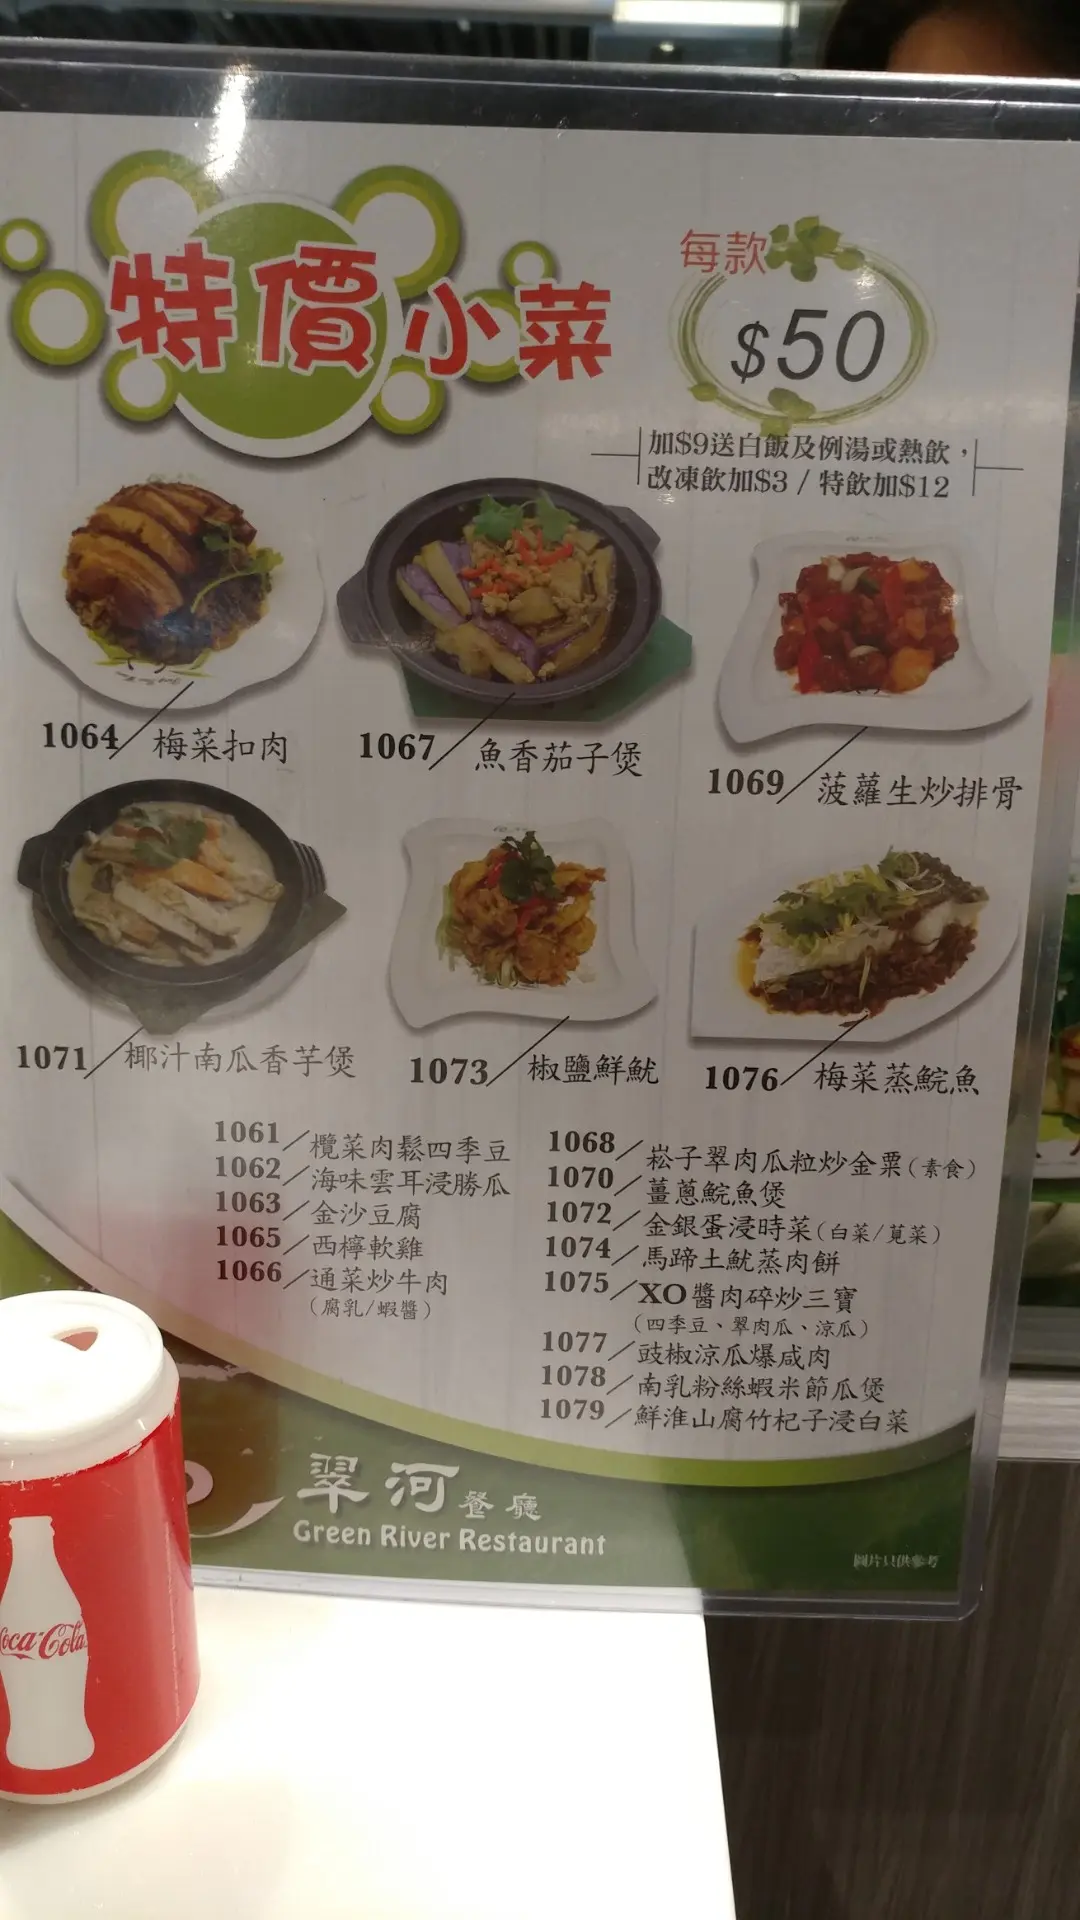 特價小菜
每款
$50
加$9送白飯及例湯或熱飲，
改凍飲加$3 / 特飲加$12
1064 梅菜扣肉
1067 魚香茄子煲
1069 菠蘿生炒排骨
1071 椰汁南瓜香芋煲
1073 椒鹽鮮魷
1076 梅菜蒸鯇魚
1061 欖菜肉鬆四季豆
1062 海味雲耳浸勝瓜
1063 金沙豆腐
1065 西檸軟雞
1066 通菜炒牛肉
（腐乳/蝦醬）
1068 崧子翠肉瓜粒炒金粟（素食）
1070 薑蔥鯇魚煲
1072 金銀蛋浸時菜（白菜/莧菜）
1074 馬蹄土魷蒸肉餅
1075 XO醬肉碎炒三寶
（四季豆、翠肉瓜、涼瓜）
1077 豉椒涼瓜爆咸肉
1078 南乳粉絲蝦米節瓜煲
1079 鮮淮山腐竹杞子浸白菜
翠河餐廳
Green River Restaurant
圖片只供參考
Coca-Cola